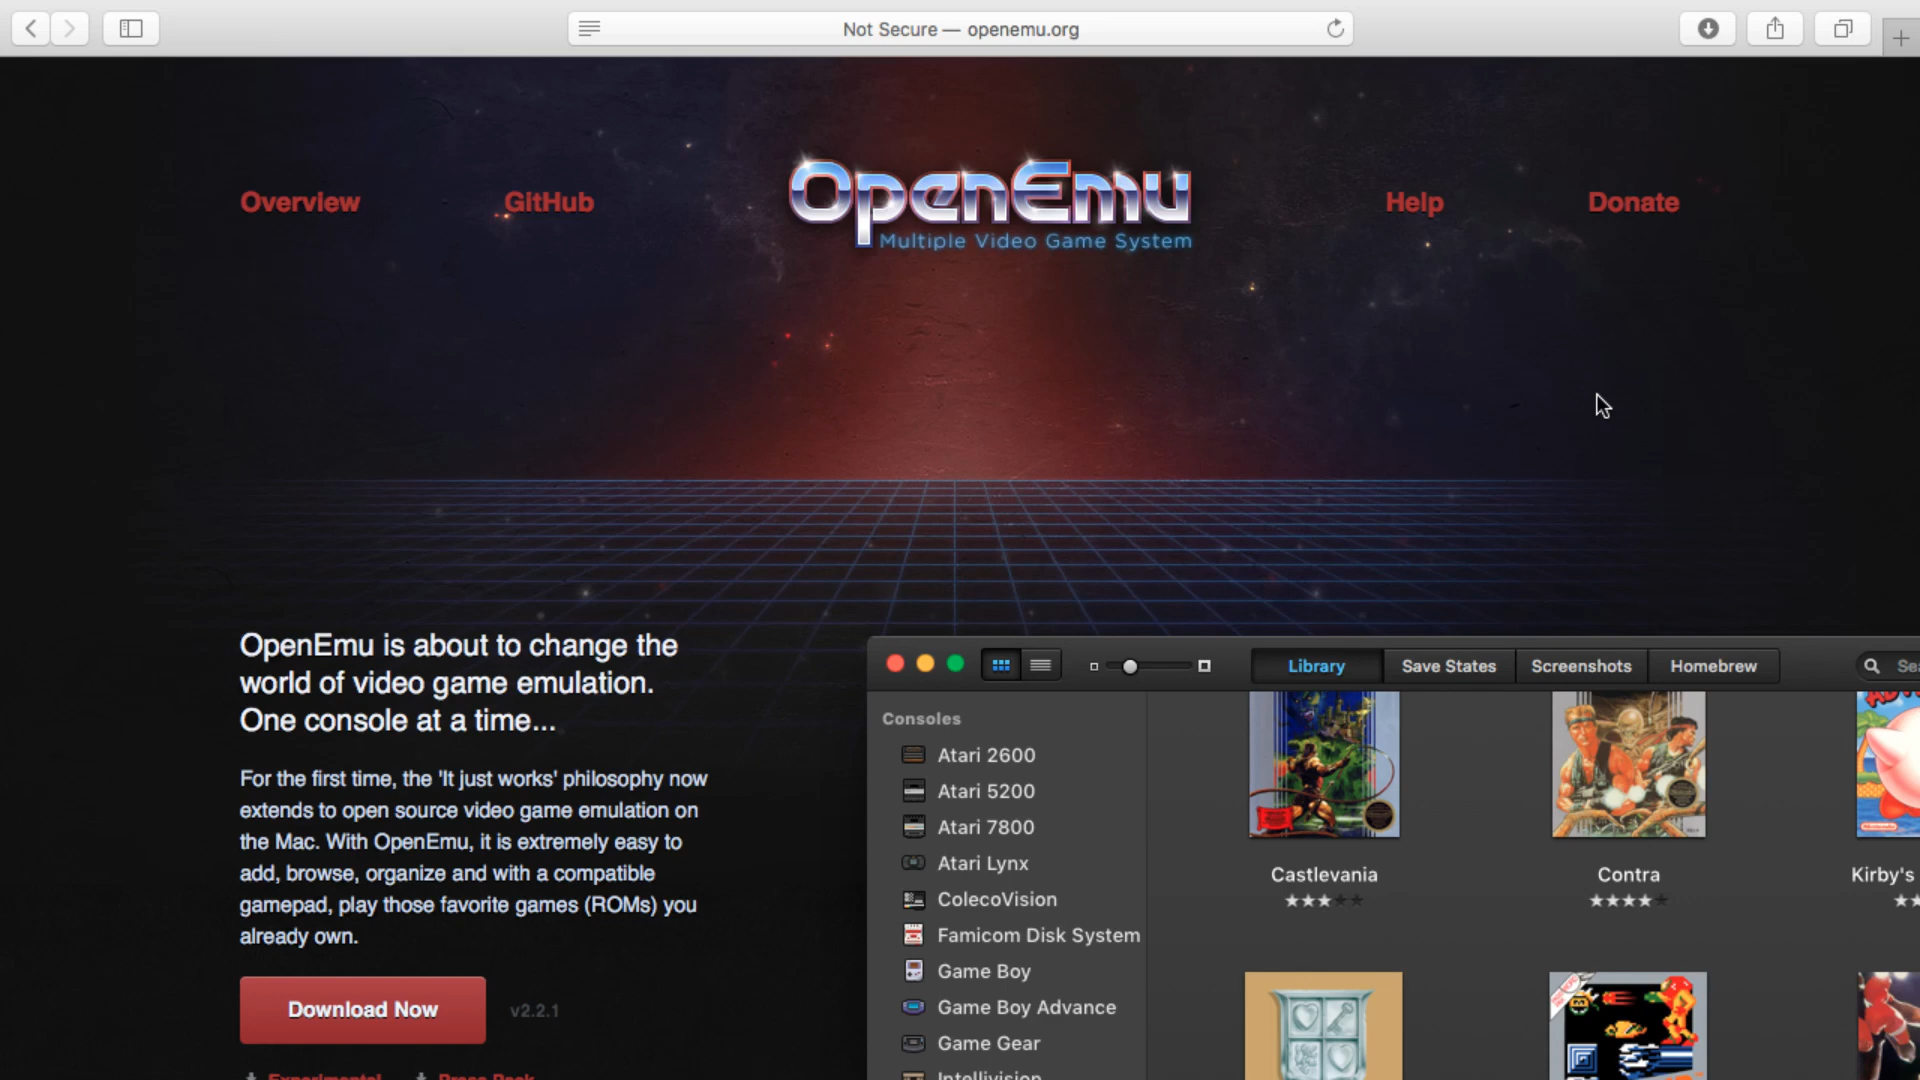 Not Secure — openemu.org
Overview
GitHub
OpenEmu
Multiple Video Game System
Help
Donate
OpenEmu is about to change the
world of video game emulation.
One console at a time...
For the first time, the 'It just works' philosophy now
extends to open source video game emulation on
the Mac. With OpenEmu, it is extremely easy to
add, browse, organize and with a compatible
gamepad, play those favorite games (ROMs) you
already own.
Download Now
v2.2.1
Experimental
Press Pack
Library
Save States
Screenshots
Homebrew
Consoles
Atari 2600
Atari 5200
Atari 7800
Atari Lynx
ColecoVision
Famicom Disk System
Game Boy
Game Boy Advance
Game Gear
Intellivision
Castlevania
Contra
Kirby's